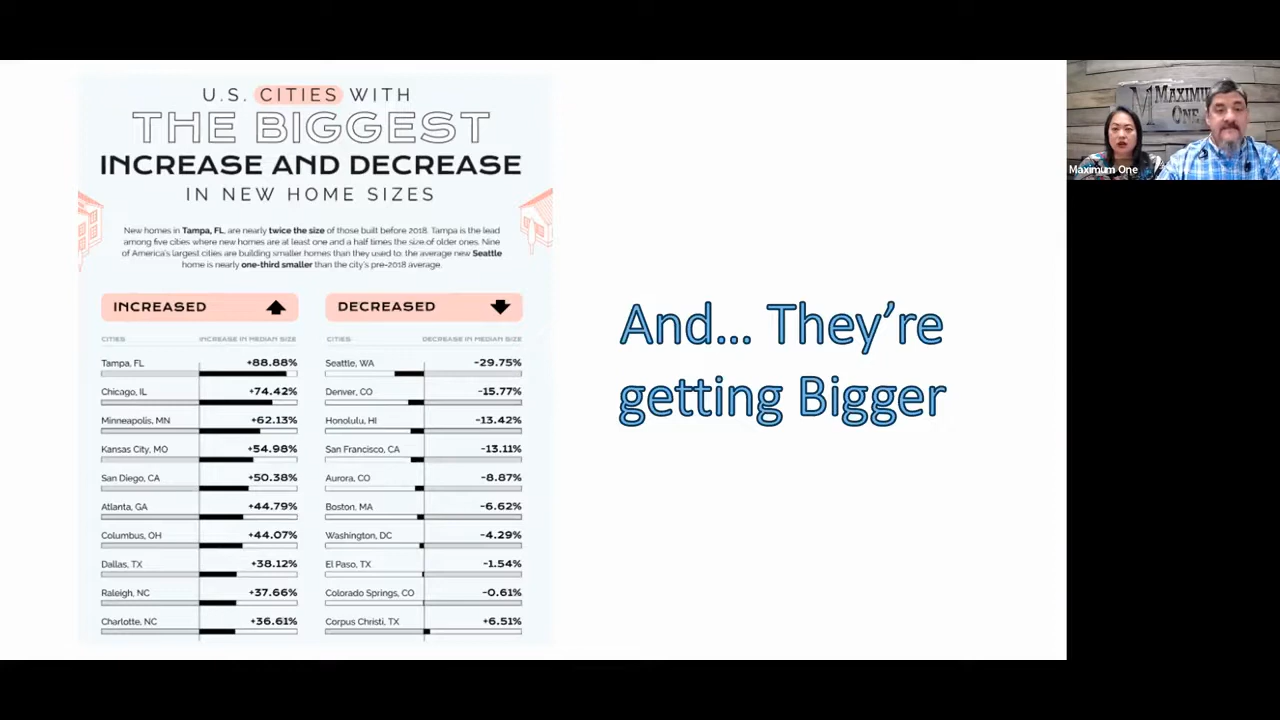 U.S. CITIES WITH
THE BIGGEST
INCREASE AND DECREASE
IN NEW HOME SIZES
New homes in Tampa, FL, are nearly twice the size of those built before 2018. Tampa is the lead
among five cities where new homes are at least one and a half times the size of older ones. Nine
of America's largest cities are building smaller homes than they used to; the average new Seattle
home is nearly one-third smaller than the city's pre-2018 average.
INCREASED
CITIES INCREASE IN MEDIAN SIZE
Tampa, FL +88.88%
Chicago, IL +74.42%
Minneapolis, MN +62.13%
Kansas City, MO +54.98%
San Diego, CA +50.38%
Atlanta, GA +44.79%
Columbus, OH +44.07%
Dallas, TX +38.12%
Raleigh, NC +37.66%
Charlotte, NC +36.61%
DECREASED
CITIES DECREASE IN MEDIAN SIZE
Seattle, WA -29.75%
Denver, CO -15.77%
Honolulu, HI -13.42%
San Francisco, CA -13.11%
Aurora, CO -8.87%
Boston, MA -6.62%
Washington, DC -4.29%
El Paso, TX -1.54%
Colorado Springs, CO -0.61%
Corpus Christi, TX +6.51%
And... They're
getting Bigger
M
One
Maximum One